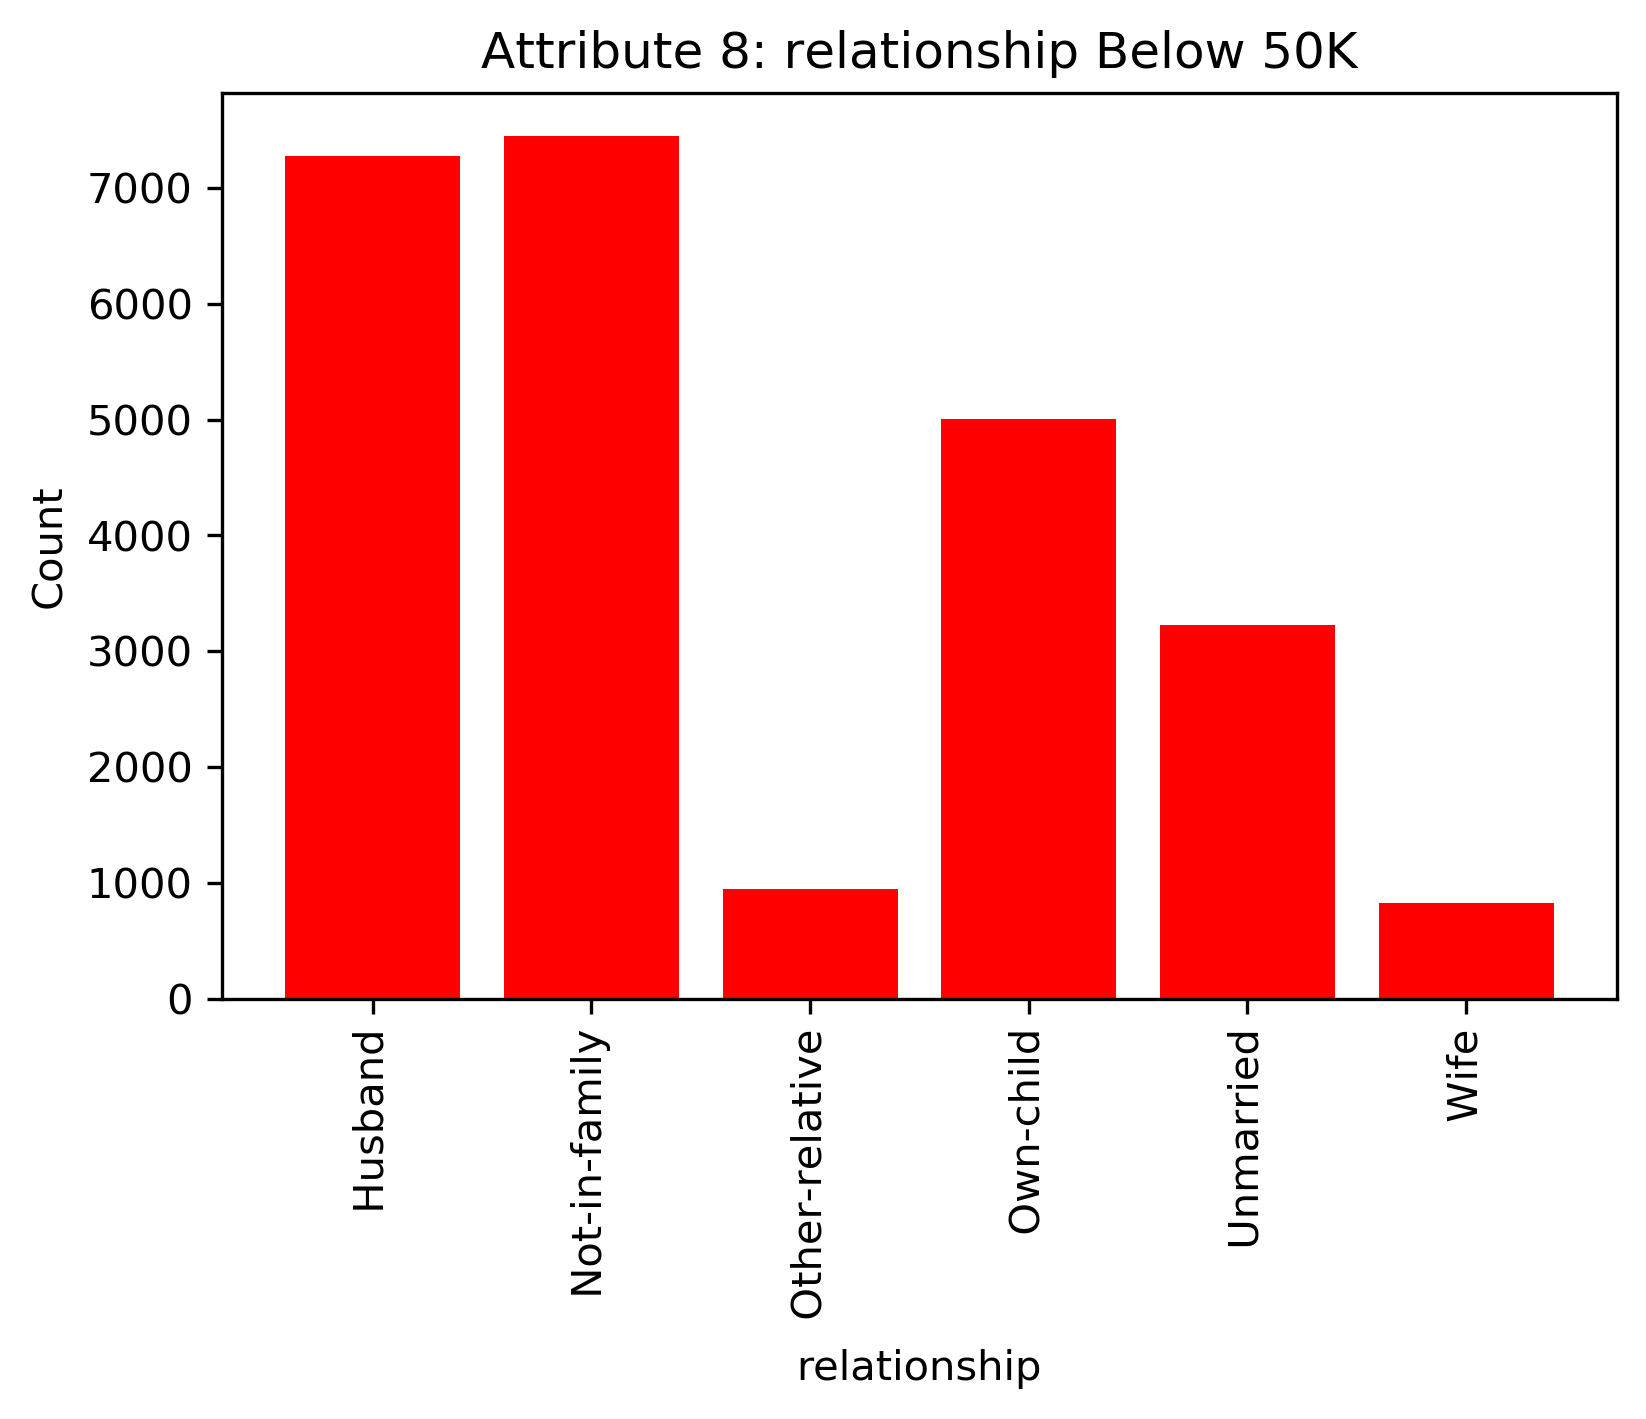 Attribute 8: relationship Below 50K
Count
7000
6000
5000
4000
3000
2000
1000
0
Husband
Not-in-family
Other-relative
Own-child
Unmarried
Wife
relationship